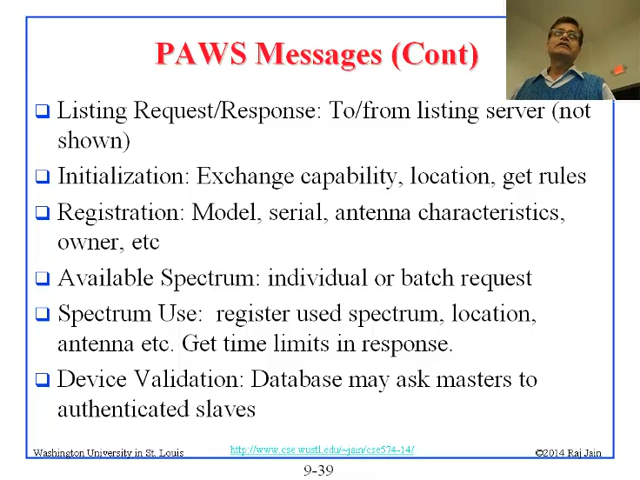 PAWS Messages (Cont)
Listing Request/Response: To/from listing server (not
shown)
Initialization: Exchange capability, location, get rules
Registration: Model, serial, antenna characteristics,
owner, etc
Available Spectrum: individual or batch request
Spectrum Use: register used spectrum, location,
antenna etc. Get time limits in response.
Device Validation: Database may ask masters to
authenticated slaves
Washington University in St. Louis
http://www.cse.wustl.edu/~jain/cse574-14/
©2014 Raj Jain
9-39